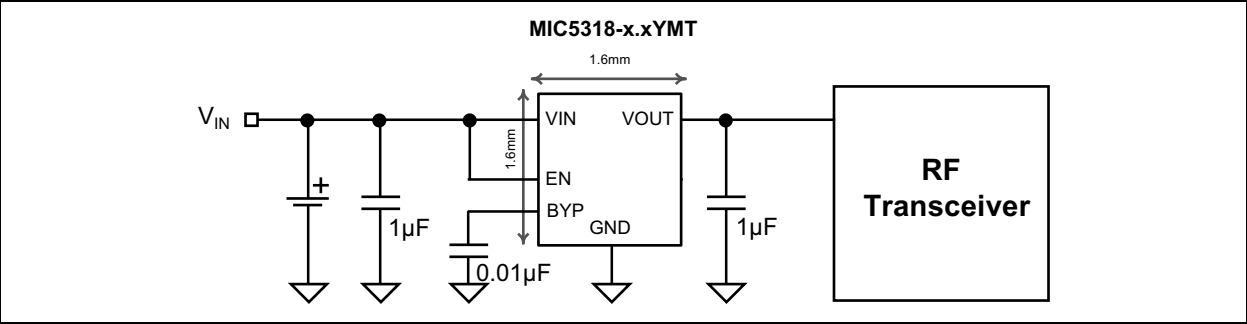 MIC5318-x.xYMT
1.6mm
VIN
VIN
VOUT
1.6mm
RF
Transceiver
EN
+
BYP
1µF
GND
1µF
0.01µF